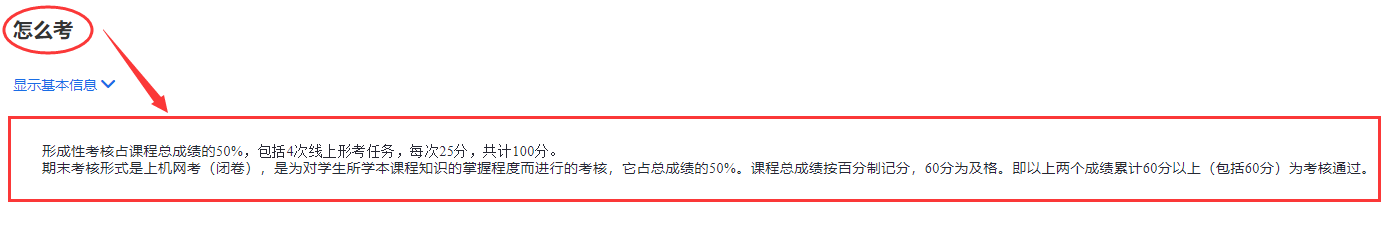 怎么考
显示基本信息
形成性考核占课程总成绩的50%，包括4次线上形考任务，每次25分，共计100分。
期末考核形式是上机网考（闭卷），是为对学生所学本课程知识的掌握程度而进行的考核，它占总成绩的50%。课程总成绩按百分制记分，60分为及格。即以上两个成绩累计60分以上（包括60分）为考核通过。